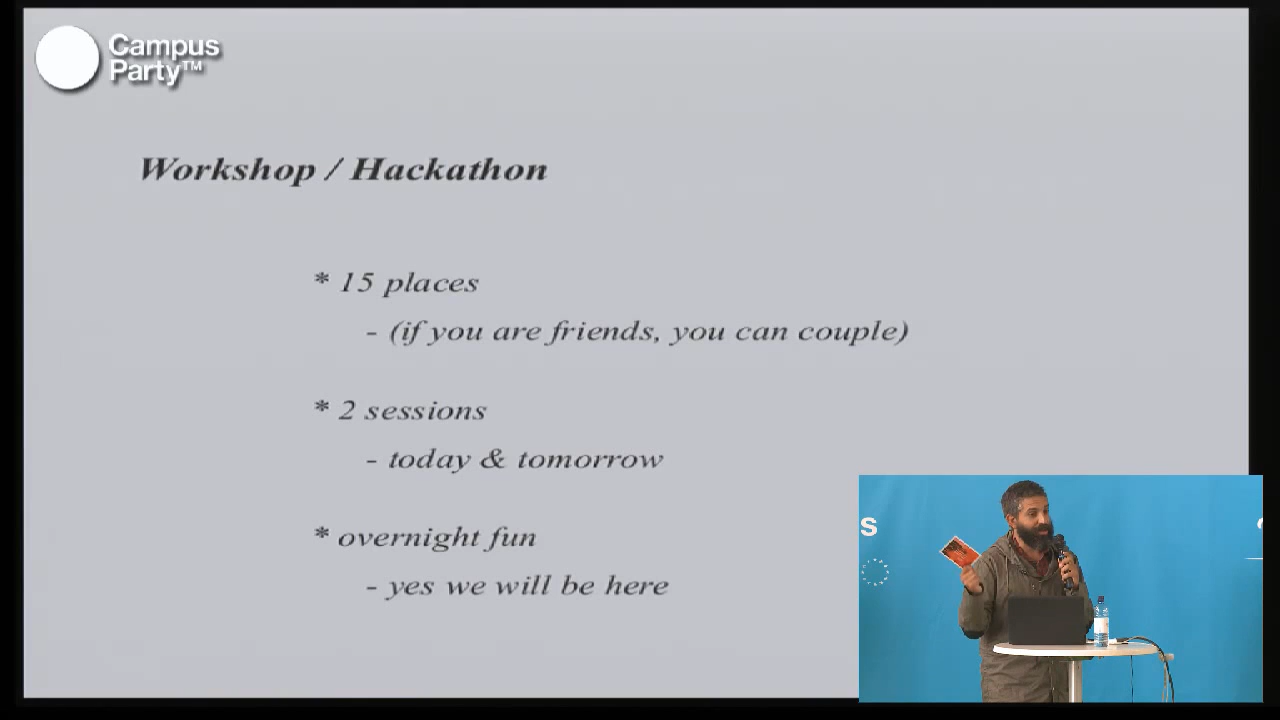 Campus
Party™
Workshop / Hackathon
* 15 places
- (if you are friends, you can couple)
* 2 sessions
- today & tomorrow
* overnight fun
- yes we will be here
s